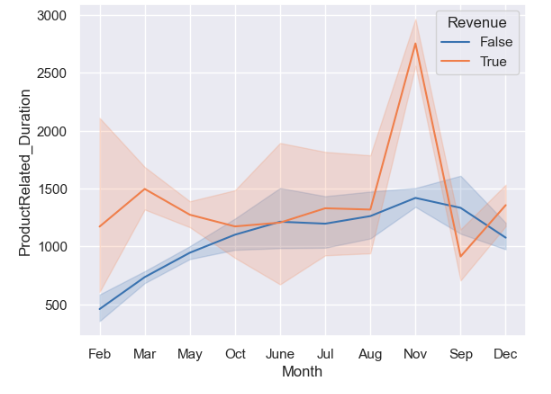 3000
2500
2000
1500
1000
500
ProductRelated_Duration
Revenue
False
True
Feb Mar May Oct June Jul Aug Nov Sep Dec
Month